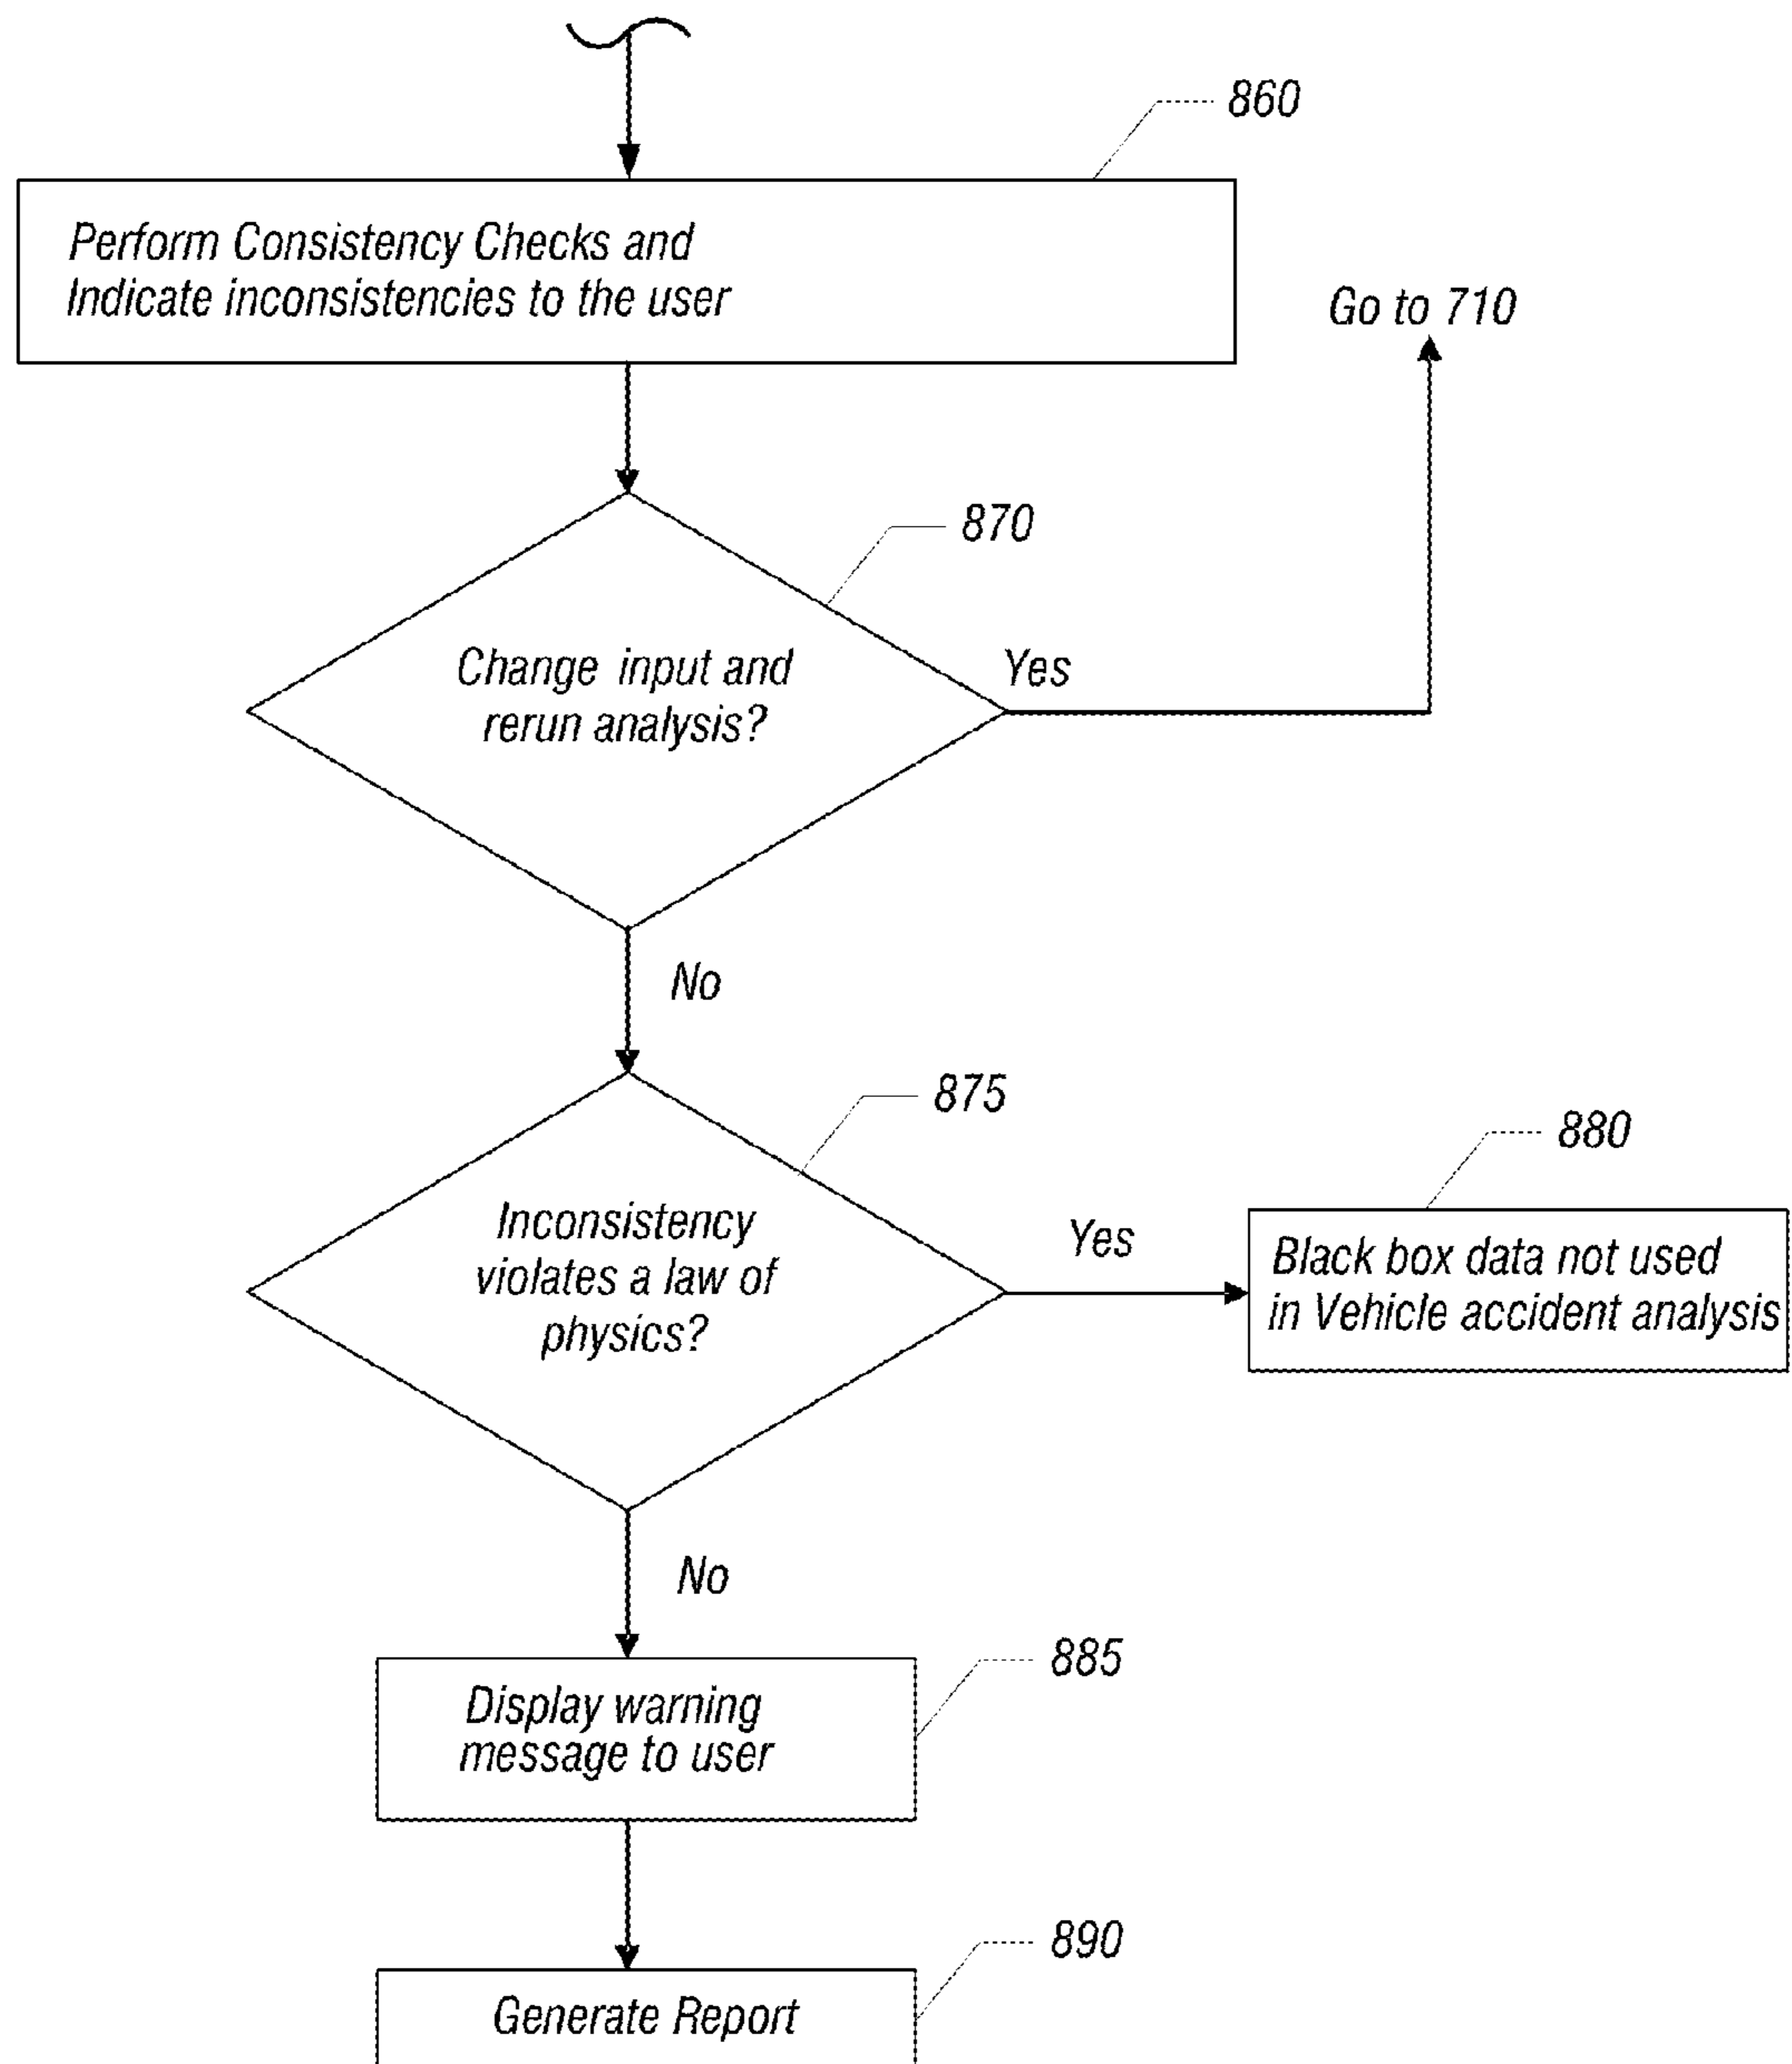 860
Perform Consistency Checks and
Indicate inconsistencies to the user
Go to 710
870
Change input and
rerun analysis?
Yes
No
875
880
Inconsistency
violates a law of
physics?
Yes
Black box data not used
in Vehicle accident analysis
No
885
Display warning
message to user
890
Generate Report